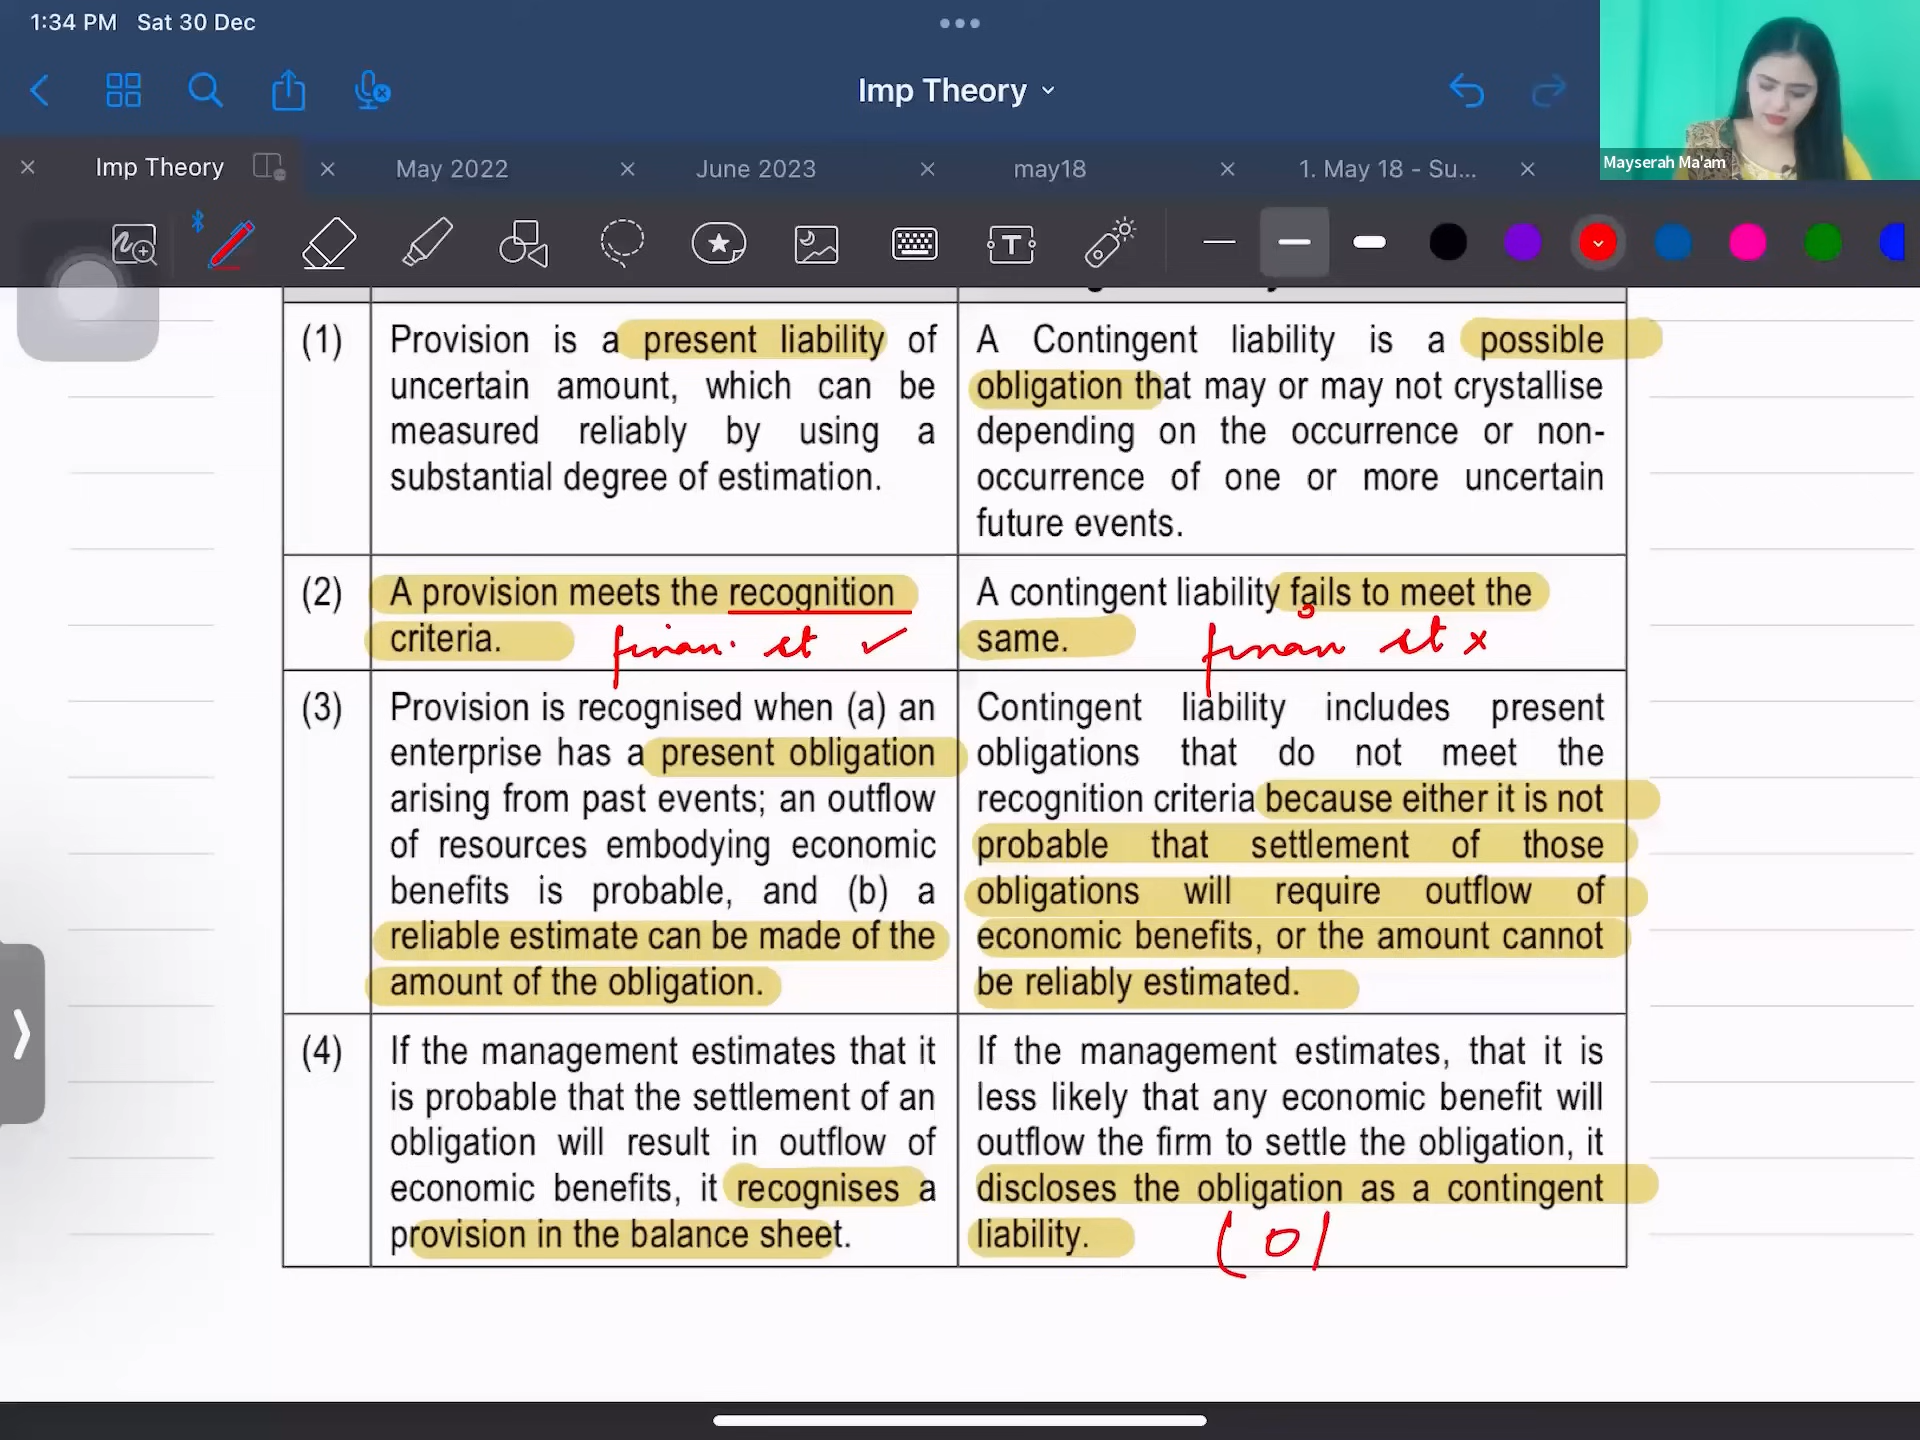 1:34 PM Sat 30 Dec
Imp Theory
Mayserah Ma'am
Imp Theory
May 2022
June 2023
may18
1. May 18 - Su...
(1)
Provision is a present liability of
uncertain amount, which can be
measured reliably by using a
substantial degree of estimation.
A Contingent liability is a possible
obligation that may or may not crystallise
depending on the occurrence or non-
occurrence of one or more uncertain
future events.
(2)
A provision meets the recognition
criteria. finan. st ✓
A contingent liability fails to meet the
same. finan st x
(3)
Provision is recognised when (a) an
enterprise has a present obligation
arising from past events; an outflow
of resources embodying economic
benefits is probable, and (b) a
reliable estimate can be made of the
amount of the obligation.
Contingent liability includes present
obligations that do not meet the
recognition criteria because either it is not
probable that settlement of those
obligations will require outflow of
economic benefits, or the amount cannot
be reliably estimated.
(4)
If the management estimates that it
is probable that the settlement of an
obligation will result in outflow of
economic benefits, it recognises a
provision in the balance sheet.
If the management estimates, that it is
less likely that any economic benefit will
outflow the firm to settle the obligation, it
discloses the obligation as a contingent
liability.